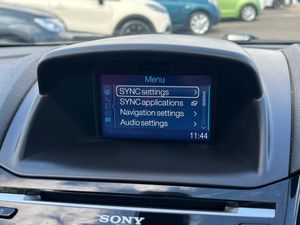 Menu
SYNC settings
SYNC applications
Navigation settings
Audio settings
11:44
SONY